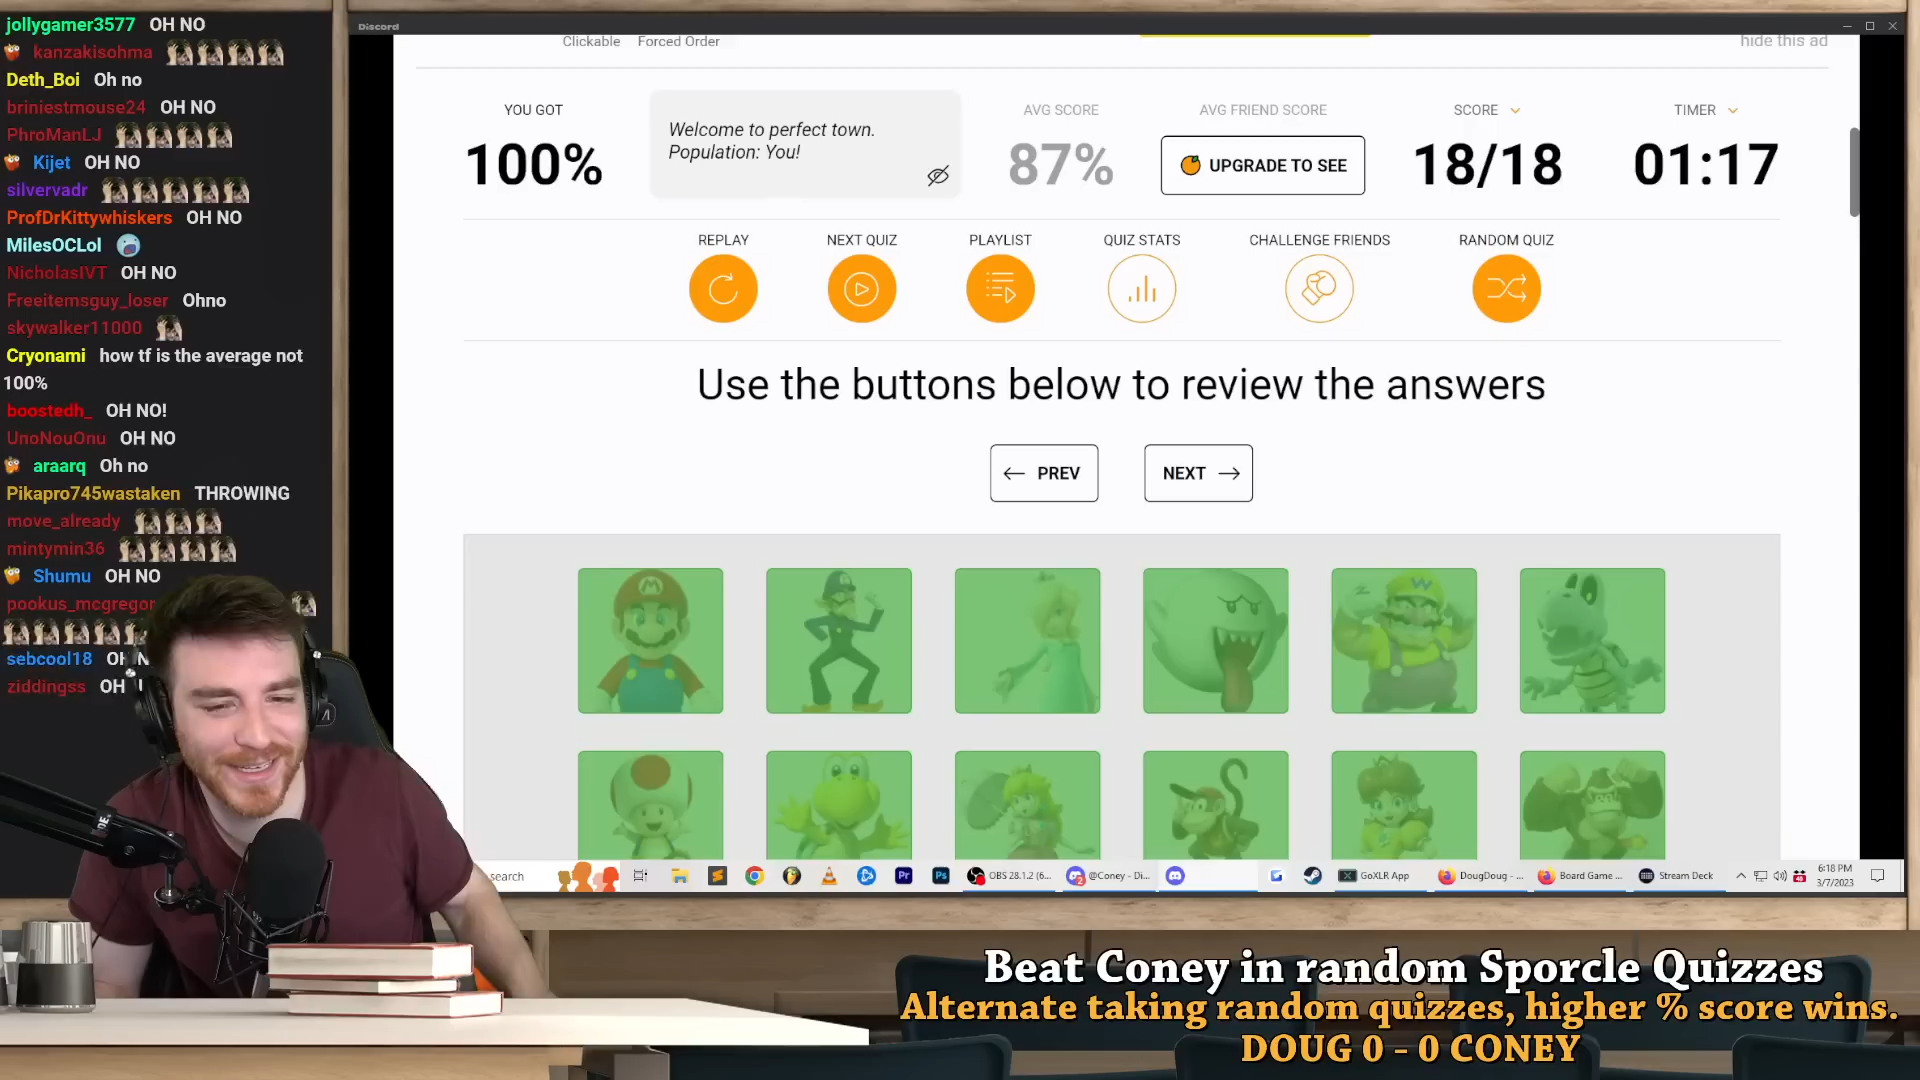 jollygamer3577 OH NO
kanzakisohma
Deth_Boi Oh no
briniestmouse24 OH NO
PhroManLJ
Kijet OH NO
silvervadr
ProfDrKittywhiskers OH NO
MilesOCLol
NicholasIVT OH NO
Freeitemsguy_loser Ohno
skywalker11000
Cryonami how tf is the average not
100%
boostedh_ OH NO!
UnoNouOnu OH NO
araarq Oh no
Pikapro745wastaken THROWING
move_already
mintymin36
Shumu OH NO
pookus_mcgregor
sebcool18
ziddingss OH
Discord
Clickable Forced Order
hide this ad
YOU GOT
100%
Welcome to perfect town.
Population: You!
AVG SCORE
87%
AVG FRIEND SCORE
UPGRADE TO SEE
SCORE
18/18
TIMER
01:17
REPLAY NEXT QUIZ PLAYLIST QUIZ STATS CHALLENGE FRIENDS RANDOM QUIZ
Use the buttons below to review the answers
← PREV NEXT →
search Pr Ps OBS 28.1.2 (6... @Coney - Di... GoXLR App DougDoug - ... Board Game ... Stream Deck 6:18 PM
3/7/2023
Beat Coney in random Sporcle Quizzes
Alternate taking random quizzes, higher % score wins.
DOUG 0 - 0 CONEY